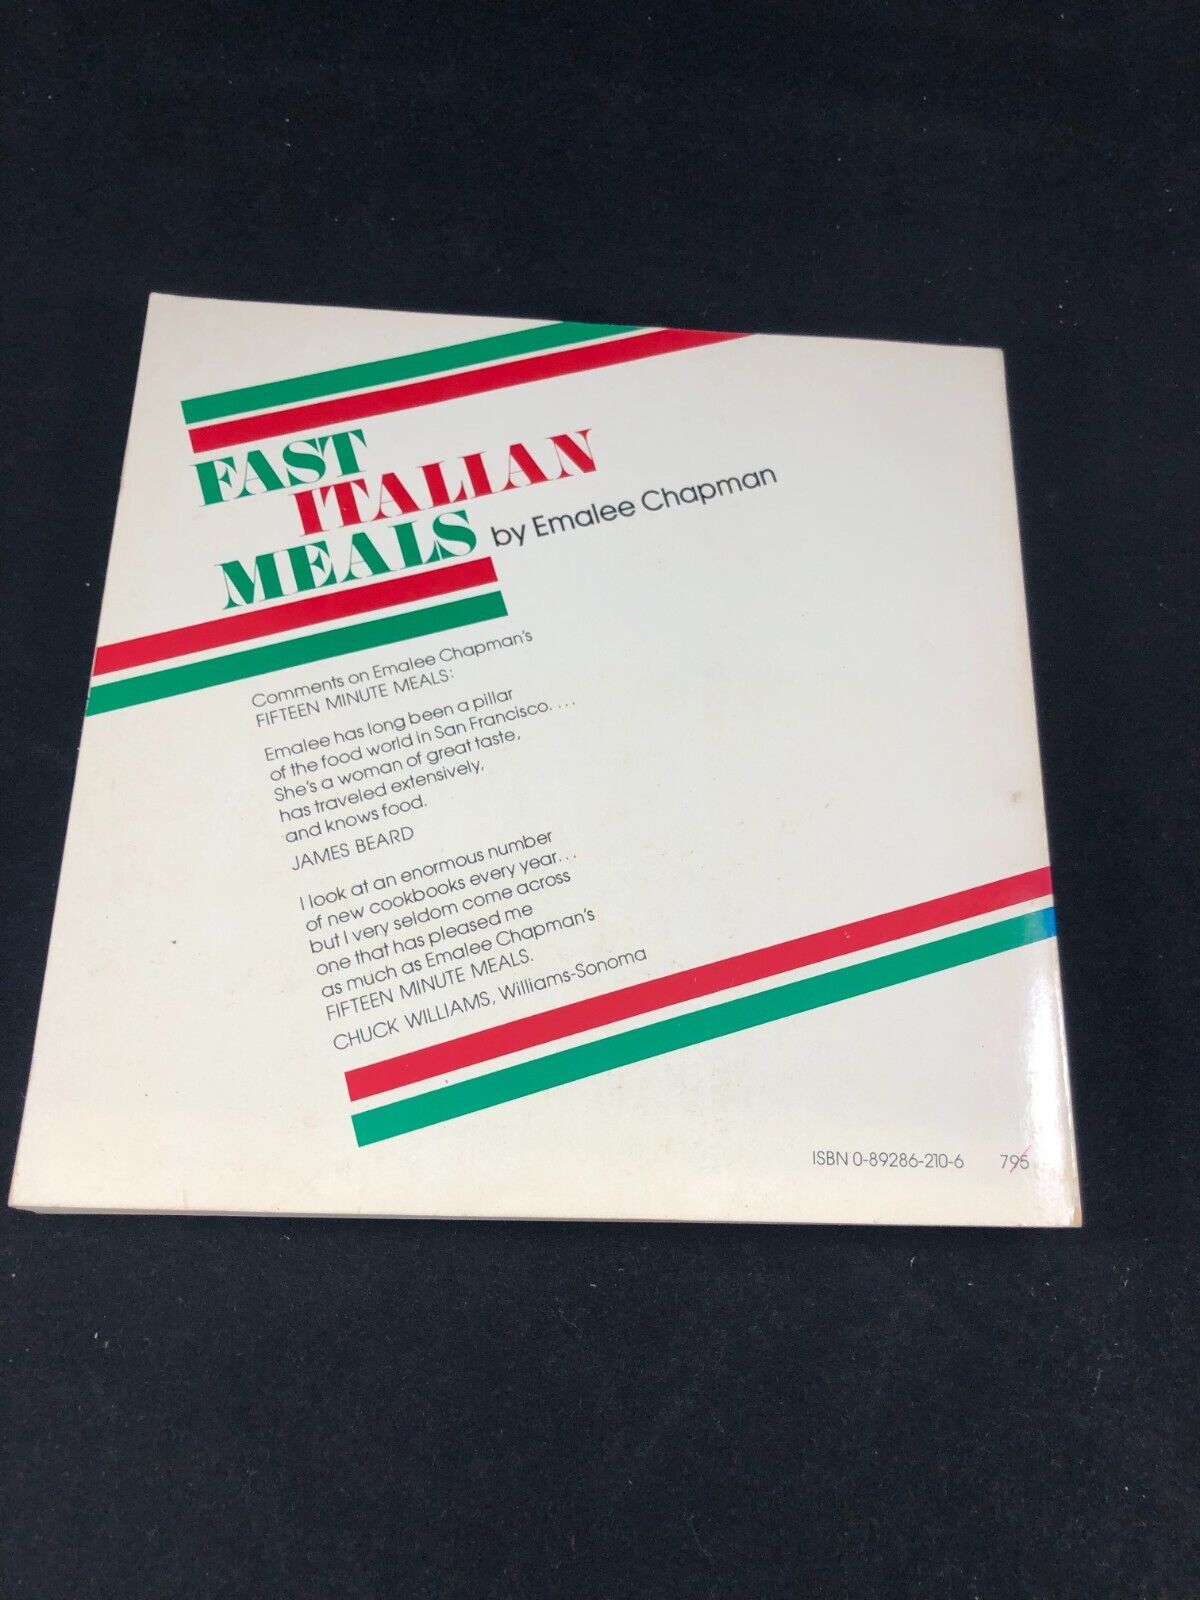 FAST
ITALIAN
MEALS by Emalee Chapman
Comments on Emalee Chapman's
FIFTEEN MINUTE MEALS:
Emalee has long been a pillar
of the food world in San Francisco. . . .
She's a woman of great taste,
has traveled extensively,
and knows food.
JAMES BEARD
I look at an enormous number
of new cookbooks every year. . .
but I very seldom come across
one that has pleased me
as much as Emalee Chapman's
FIFTEEN MINUTE MEALS.
CHUCK WILLIAMS, Williams-Sonoma
ISBN 0-89286-210-6 795